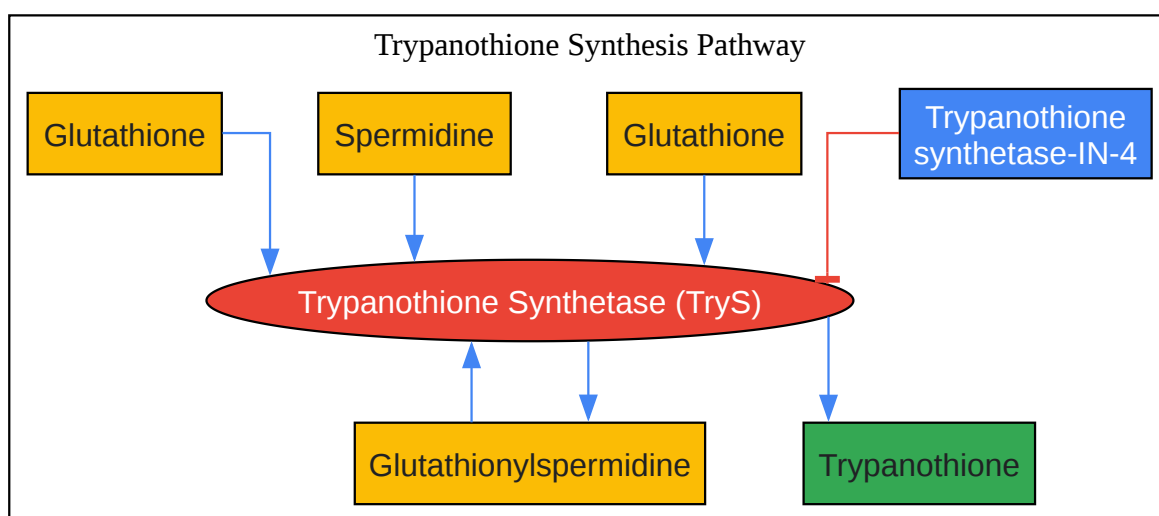 Trypanothione Synthesis Pathway
Glutathione
Spermidine
Glutathione
Trypanothione
synthetase-IN-4
Trypanothione Synthetase (TryS)
Glutathionylspermidine
Trypanothione